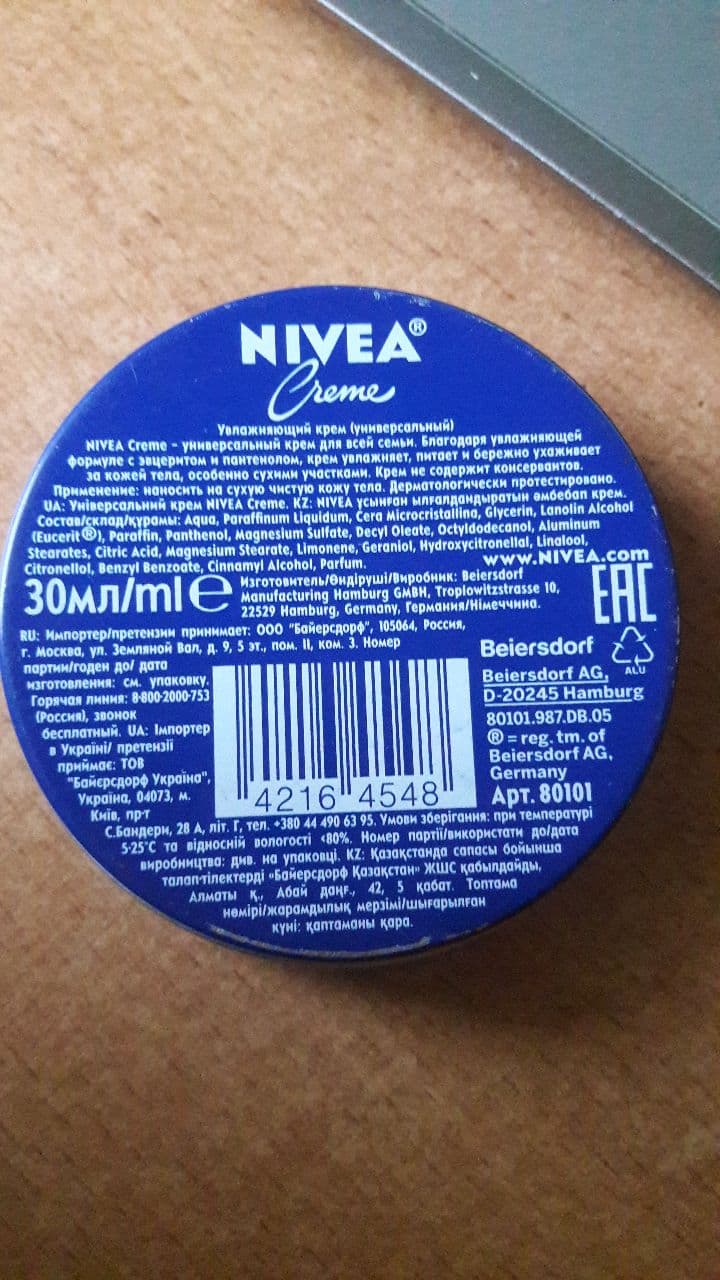 NIVEA®
Creme
Увлажняющий крем (универсальный)
NIVEA Creme – универсальный крем для всей семьи. Благодаря увлажняющей
формуле с эвцеритом и пантенолом, крем увлажняет, питает и бережно ухаживает
за кожей тела, особенно сухими участками. Крем не содержит консервантов.
Применение: наносить на сухую чистую кожу тела. Дерматологически протестировано.
UA: Універсальний крем NIVEA Creme. KZ: NIVEA ұсынған ылғалдандыратын әмбебап крем.
Состав/склад/құрамы: Aqua, Paraffinum Liquidum, Cera Microcristallina, Glycerin, Lanolin Alcohol
(Eucerit®), Paraffin, Panthenol, Magnesium Sulfate, Decyl Oleate, Octyldodecanol, Aluminum
Stearates, Citric Acid, Magnesium Stearate, Limonene, Geraniol, Hydroxycitronellal, Linalool,
Citronellol, Benzyl Benzoate, Cinnamyl Alcohol, Parfum.
www.NIVEA.com
30мл/ml e
Изготовитель/Өндіруші/Виробник: Beiersdorf
Manufacturing Hamburg GMBH, Troplowitzstrasse 10,
22529 Hamburg, Germany, Германия/Німеччина.
EAC
RU: Импортер/претензии принимает: ООО "Байерсдорф", 105064, Россия,
г. Москва, ул. Земляной Вал, д. 9, 5 эт., пом. II, ком. 3. Номер
партии/годен до/ дата
изготовления: см. упаковку.
Горячая линия: 8-800-2000-753
(Россия), звонок
бесплатный. UA: Імпортер
в Україні/ претензії
приймає: ТОВ
"Байєрсдорф Україна",
Україна, 04073, м.
Київ, пр-т
С.Бандери, 28 А, літ. Г, тел. +380 44 490 63 95. Умови зберігання: при температурі
5-25°С та відносній вологості <80%. Номер партії/використати до/дата
виробництва: див. на упаковці. KZ: Қазақстанда сапасы бойынша
талап-тілектерді «Байерсдорф Қазақстан» ЖШС қабылдайды,
Алматы қ., Абай даңғ., 42, 5 қабат. Топтама
нөмірі/жарамдылық мерзімі/шығарылған
күні: қаптаманы қара.
4216 4548
Beiersdorf
ALU
Beiersdorf AG,
D-20245 Hamburg
80101.987.DB.05
® = reg. tm. of
Beiersdorf AG,
Germany
Арт. 80101